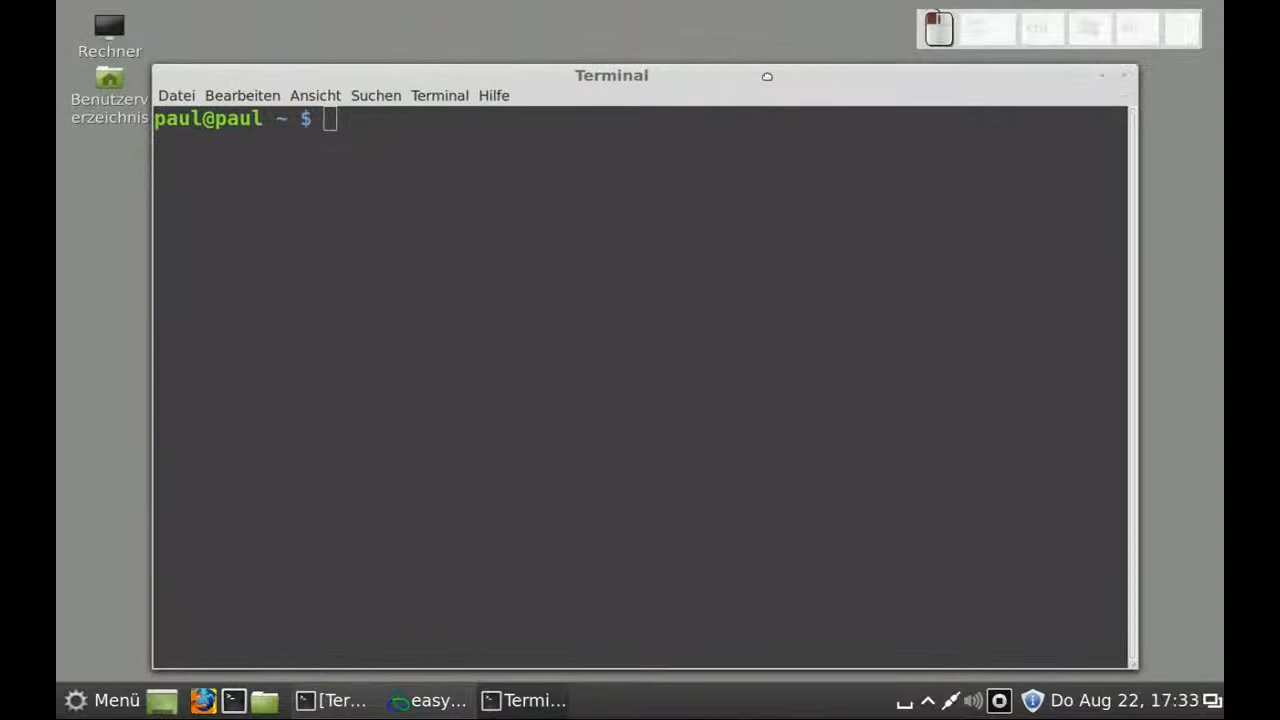 Rechner
Benutzerv
erzeichnis
Terminal
Datei Bearbeiten Ansicht Suchen Terminal Hilfe
paul@paul ~ $
Menü
[Ter...
easy...
Termi...
Do Aug 22, 17:33